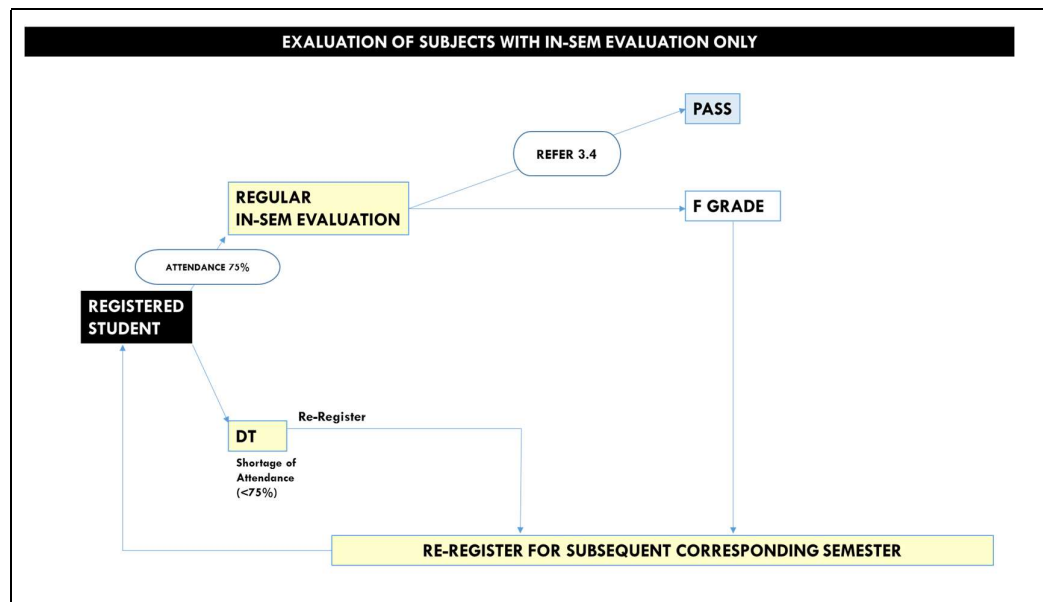 EXALUATION OF SUBJECTS WITH IN-SEM EVALUATION ONLY
PASS
REFER 3.4
REGULAR
IN-SEM EVALUATION
F GRADE
ATTENDANCE 75%
REGISTERED
STUDENT
Re-Register
DT
Shortage of
Attendance
(<75%)
RE-REGISTER FOR SUBSEQUENT CORRESPONDING SEMESTER